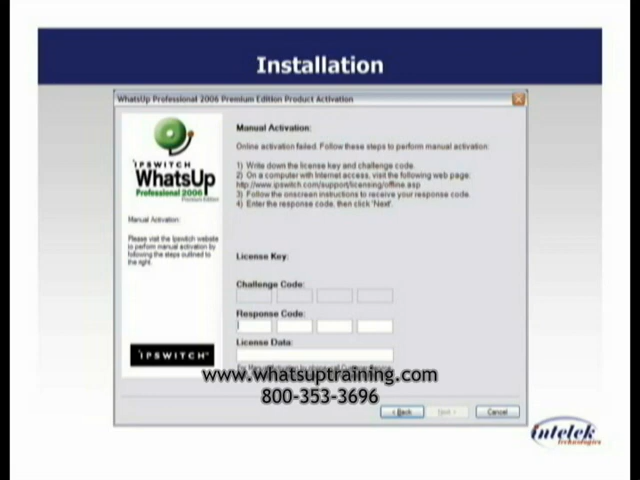 Installation
WhatsUp Professional 2006 Premium Edition Product Activation
IPSWITCH
WhatsUp
Professional 2006
Premium Edition
Manual Activation:
Please visit the Ipswitch website
to perform manual activation by
following the steps outlined to
the right.
IPSWITCH
Manual Activation:
Online activation failed. Follow these steps to perform manual activation:
1) Write down the license key and challenge code.
2) On a computer with Internet access, visit the following web page:
http://www.ipswitch.com/support/licensing/offline.asp
3) Follow the onscreen instructions to receive your response code.
4) Enter the response code, then click 'Next'.
License Key:
Challenge Code:
Response Code:
License Data:
www.whatsuptraining.com
800-353-3696
< Back
Next >
Cancel
intelek
technologies